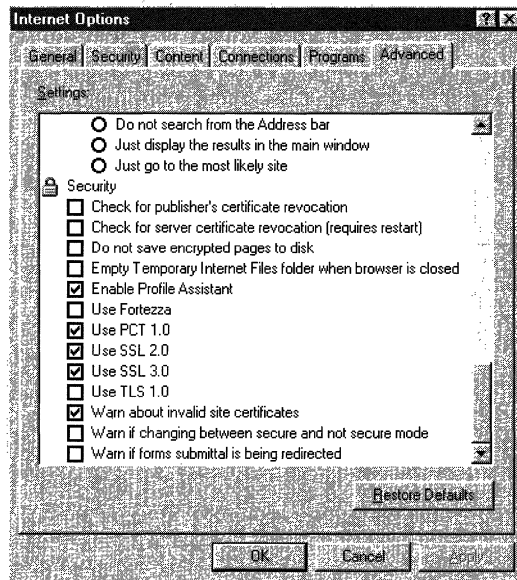 Internet Options
General Security Content Connections Programs Advanced
Settings:
Do not search from the Address bar
Just display the results in the main window
Just go to the most likely site
Security
Check for publisher's certificate revocation
Check for server certificate revocation (requires restart)
Do not save encrypted pages to disk
Empty Temporary Internet Files folder when browser is closed
Enable Profile Assistant
Use Fortezza
Use PCT 1.0
Use SSL 2.0
Use SSL 3.0
Use TLS 1.0
Warn about invalid site certificates
Warn if changing between secure and not secure mode
Warn if forms submittal is being redirected
Restore Defaults
OK Cancel Apply